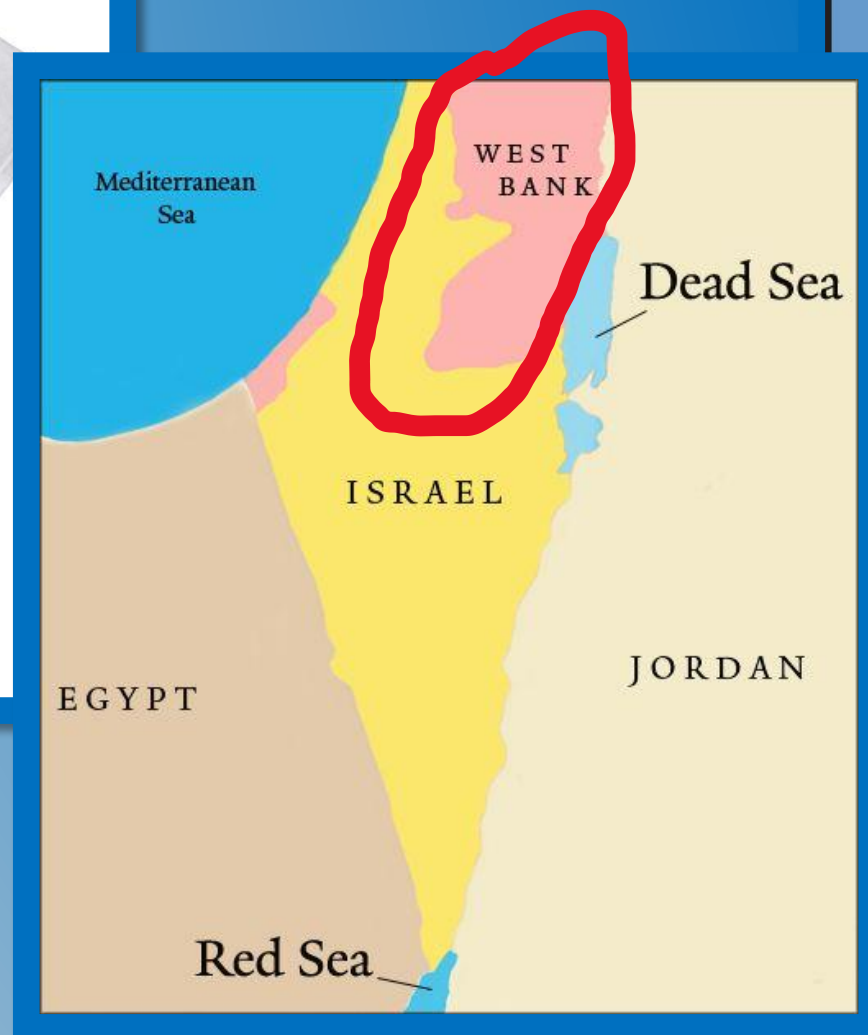 Mediterranean
Sea
WEST
BANK
Dead Sea
ISRAEL
JORDAN
EGYPT
Red Sea